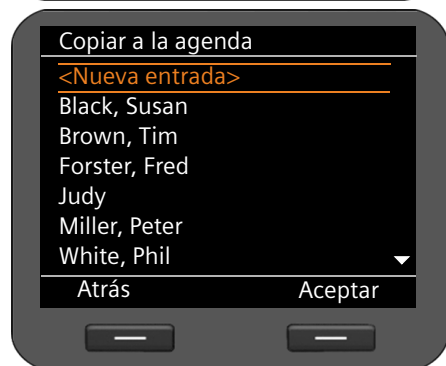 Copiar a la agenda
<Nueva entrada>
Black, Susan
Brown, Tim
Forster, Fred
Judy
Miller, Peter
White, Phil
Atrás Aceptar